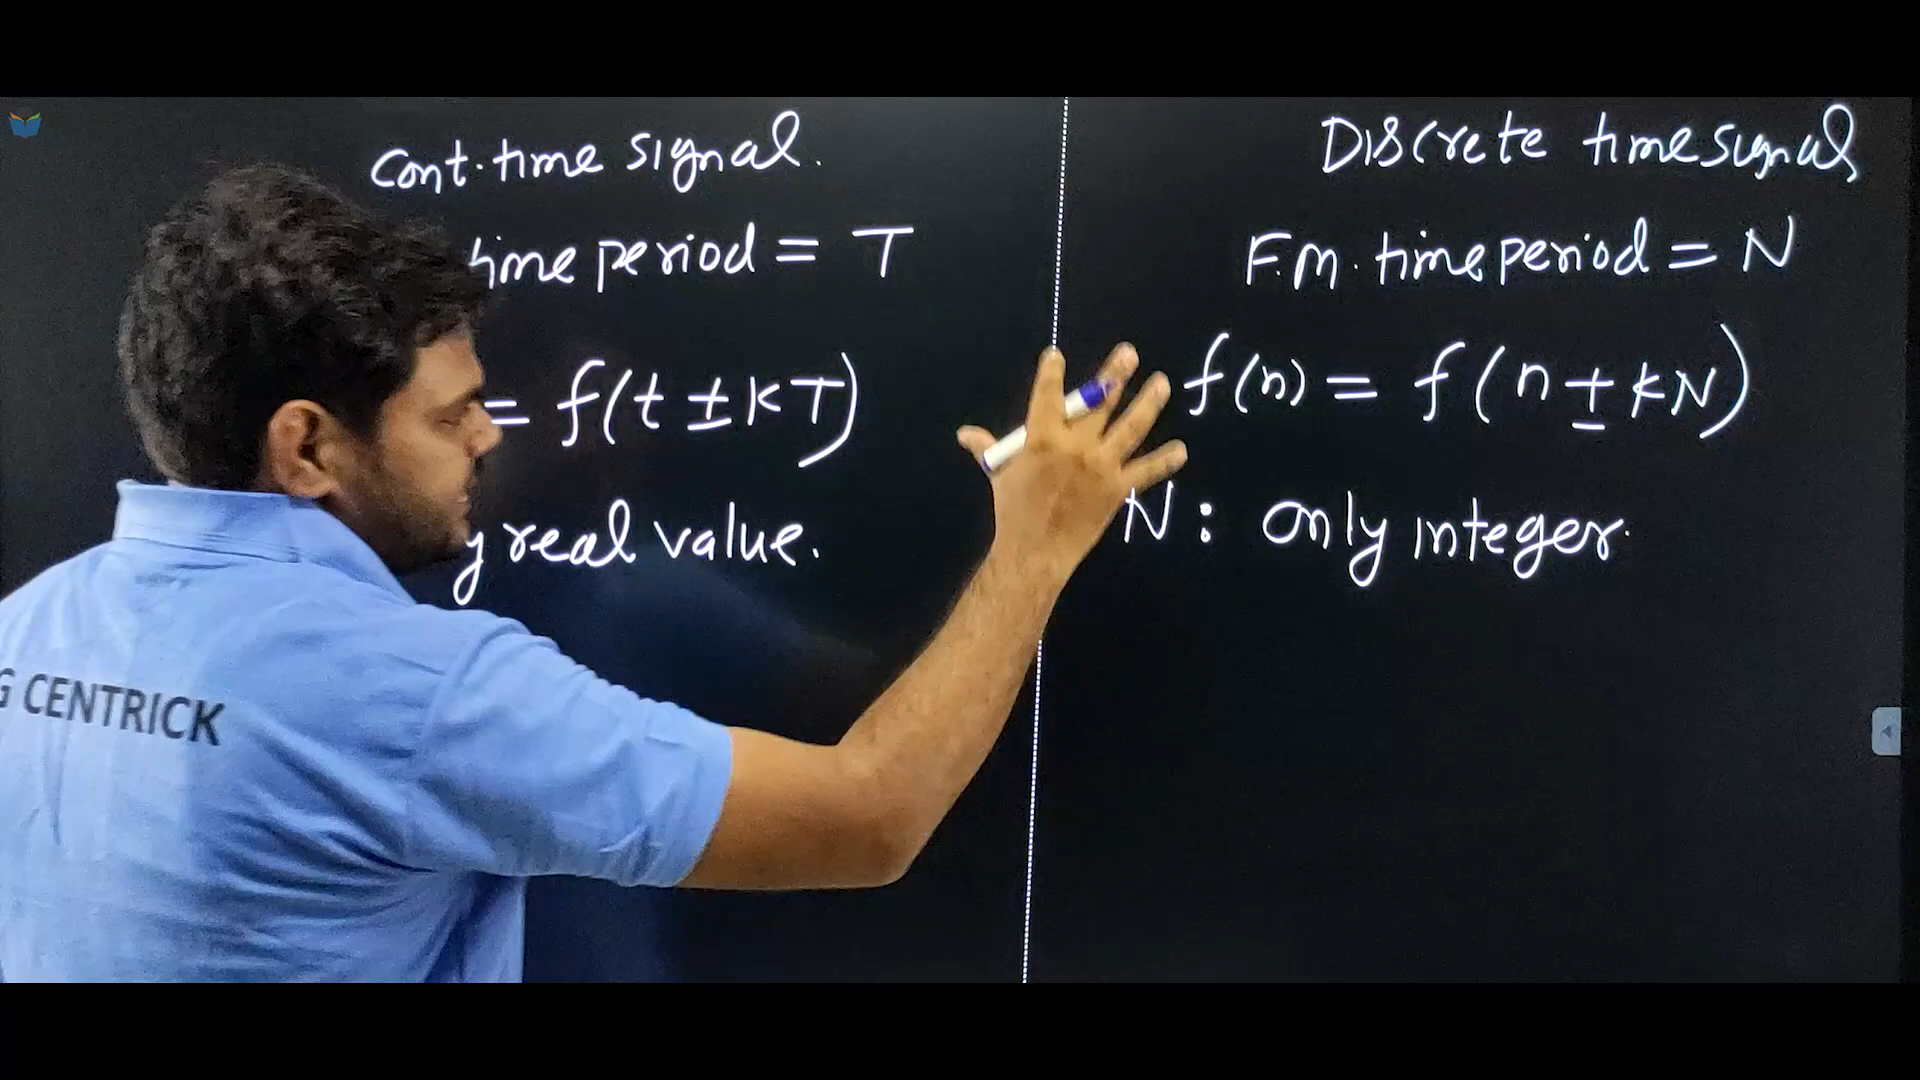 Cont. time signal.
time period = T
= f(t ± kT)
real value.
Discrete time signal
F.m. time period = N
f(n) = f(n ± kN)
N : only integer.
G CENTRICK